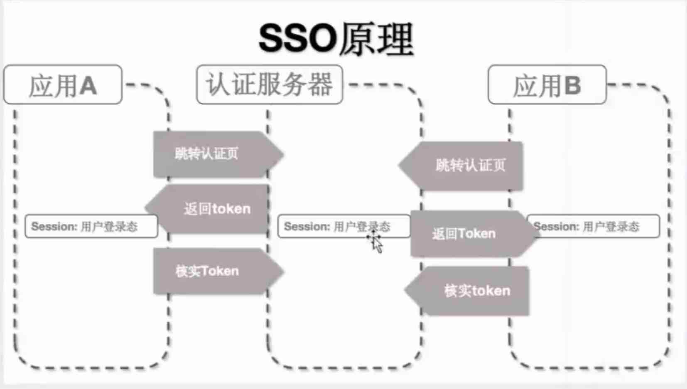 SSO原理
应用A
认证服务器
应用B
跳转认证页
跳转认证页
返回token
Session: 用户登录态
Session: 用户登录态
返回Token
Session: 用户登录态
核实Token
核实token